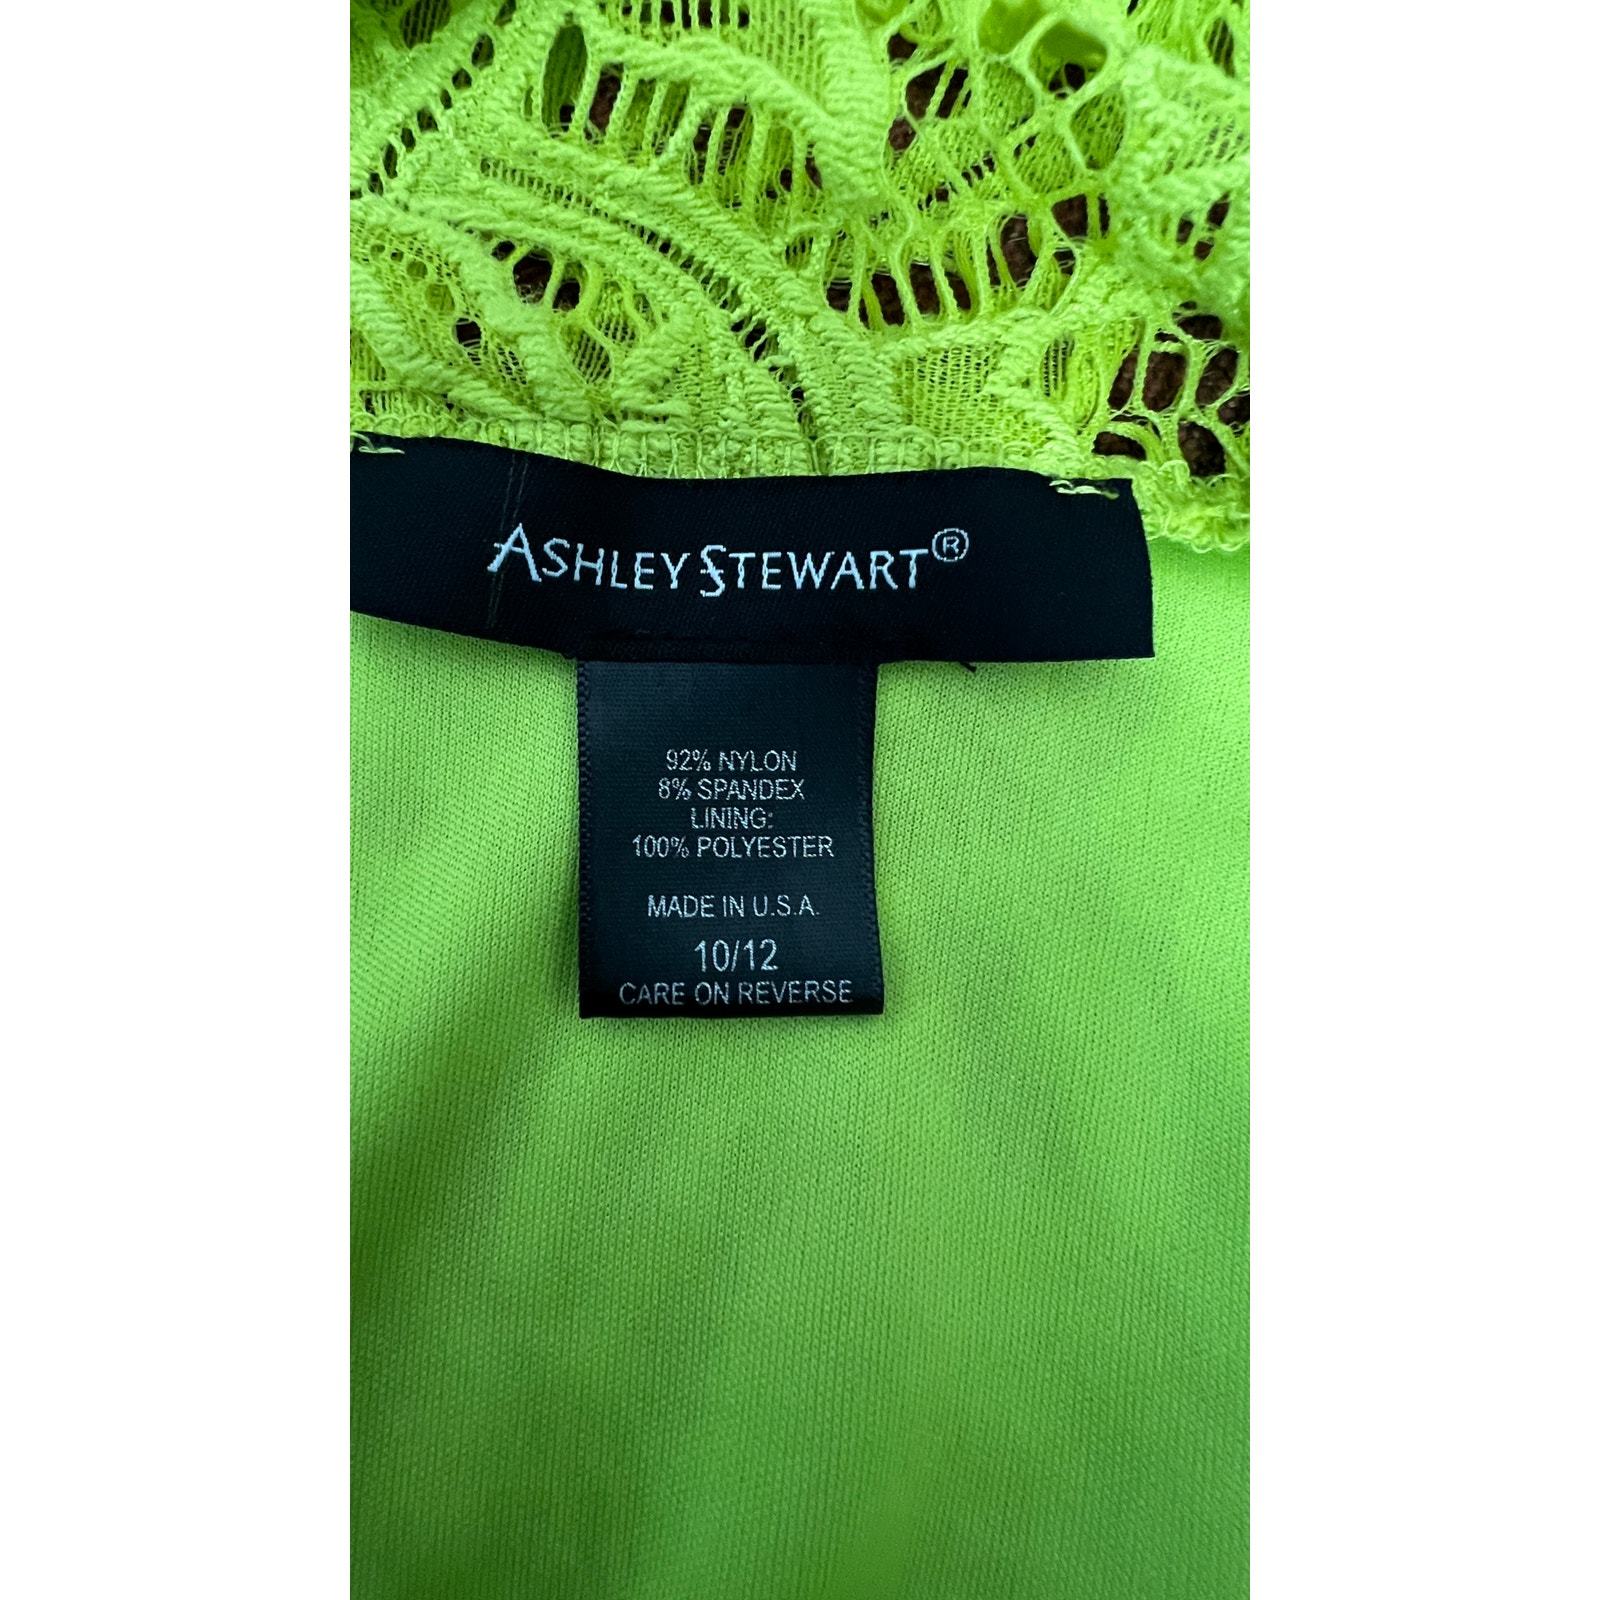 ASHLEY STEWART®
92% NYLON
8% SPANDEX
LINING:
100% POLYESTER
MADE IN U.S.A.
10/12
CARE ON REVERSE